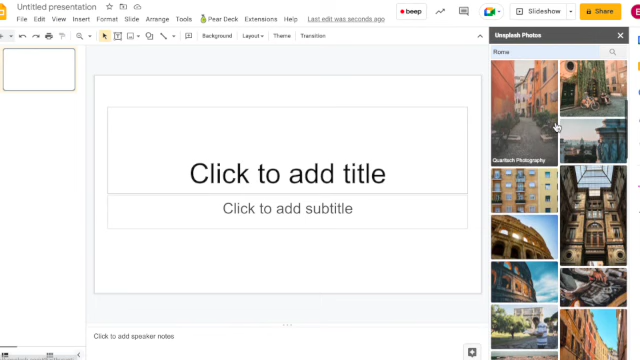 Untitled presentation
File Edit View Insert Format Slide Arrange Tools Pear Deck Extensions Help Last edit was seconds ago
beep
Slideshow
Share
E
Background Layout Theme Transition
Unsplash Photos
Rome
Quantech Photography
Click to add title
Click to add subtitle
Click to add speaker notes